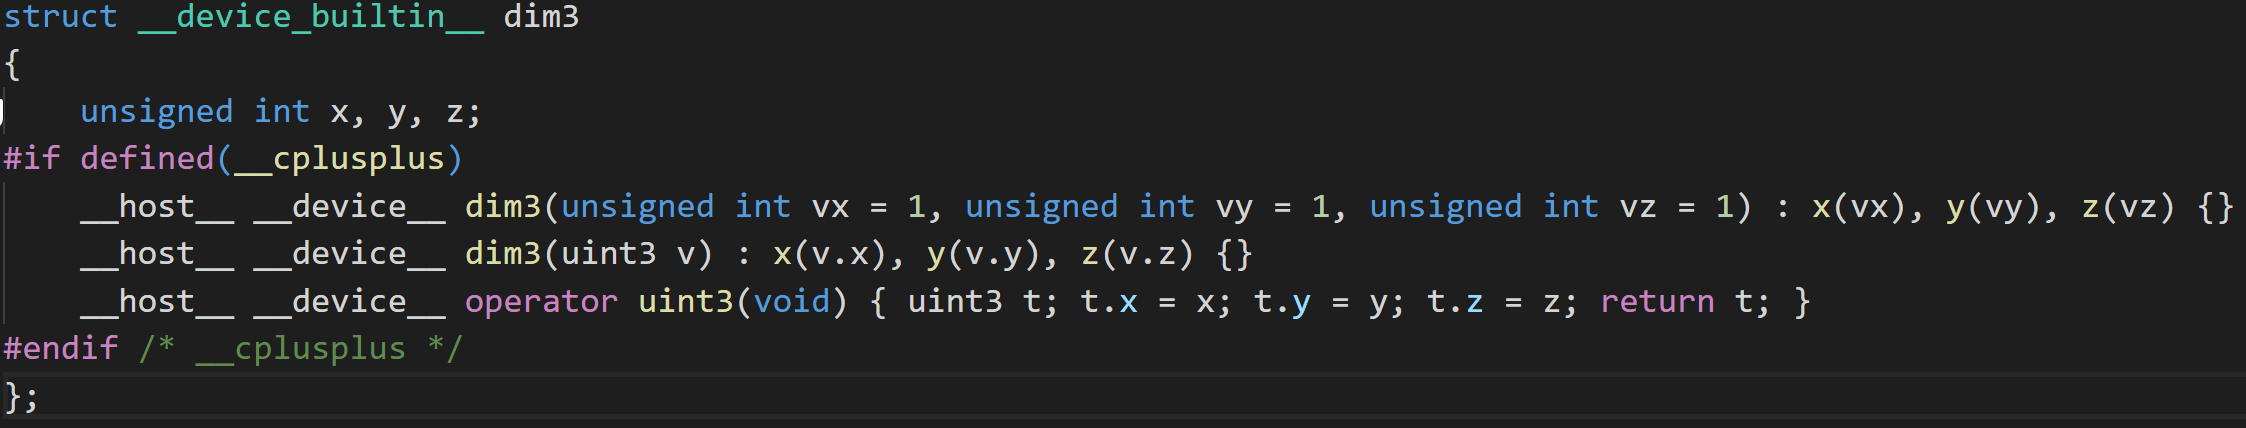 struct __device_builtin__ dim3
{
    unsigned int x, y, z;
#if defined(__cplusplus)
    __host__ __device__ dim3(unsigned int vx = 1, unsigned int vy = 1, unsigned int vz = 1) : x(vx), y(vy), z(vz) {}
    __host__ __device__ dim3(uint3 v) : x(v.x), y(v.y), z(v.z) {}
    __host__ __device__ operator uint3(void) { uint3 t; t.x = x; t.y = y; t.z = z; return t; }
#endif /* __cplusplus */
};